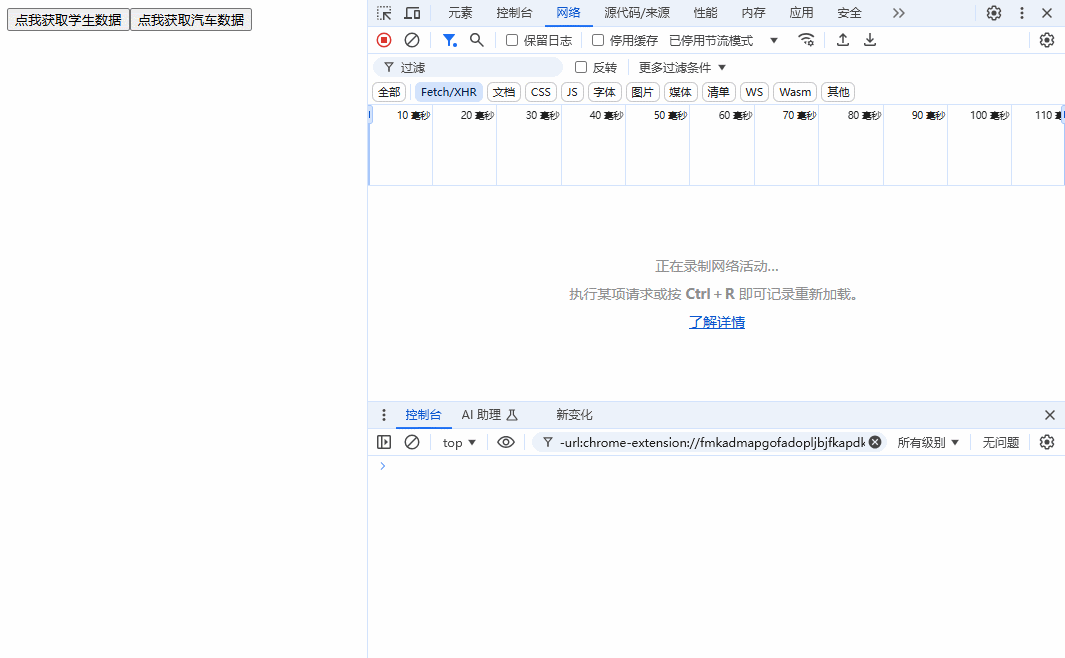 点我获取学生数据 点我获取汽车数据
元素 控制台 网络 源代码/来源 性能 内存 应用 安全
保留日志 停用缓存 已停用节流模式
过滤 反转 更多过滤条件
全部 Fetch/XHR 文档 CSS JS 字体 图片 媒体 清单 WS Wasm 其他
10 毫秒 20 毫秒 30 毫秒 40 毫秒 50 毫秒 60 毫秒 70 毫秒 80 毫秒 90 毫秒 100 毫秒 110
正在录制网络活动...
执行某项请求或按 Ctrl + R 即可记录重新加载。
了解详情
控制台 AI 助理 新变化
top -url:chrome-extension://fmkadmapgofadopljbjfkapdk 所有级别 无问题